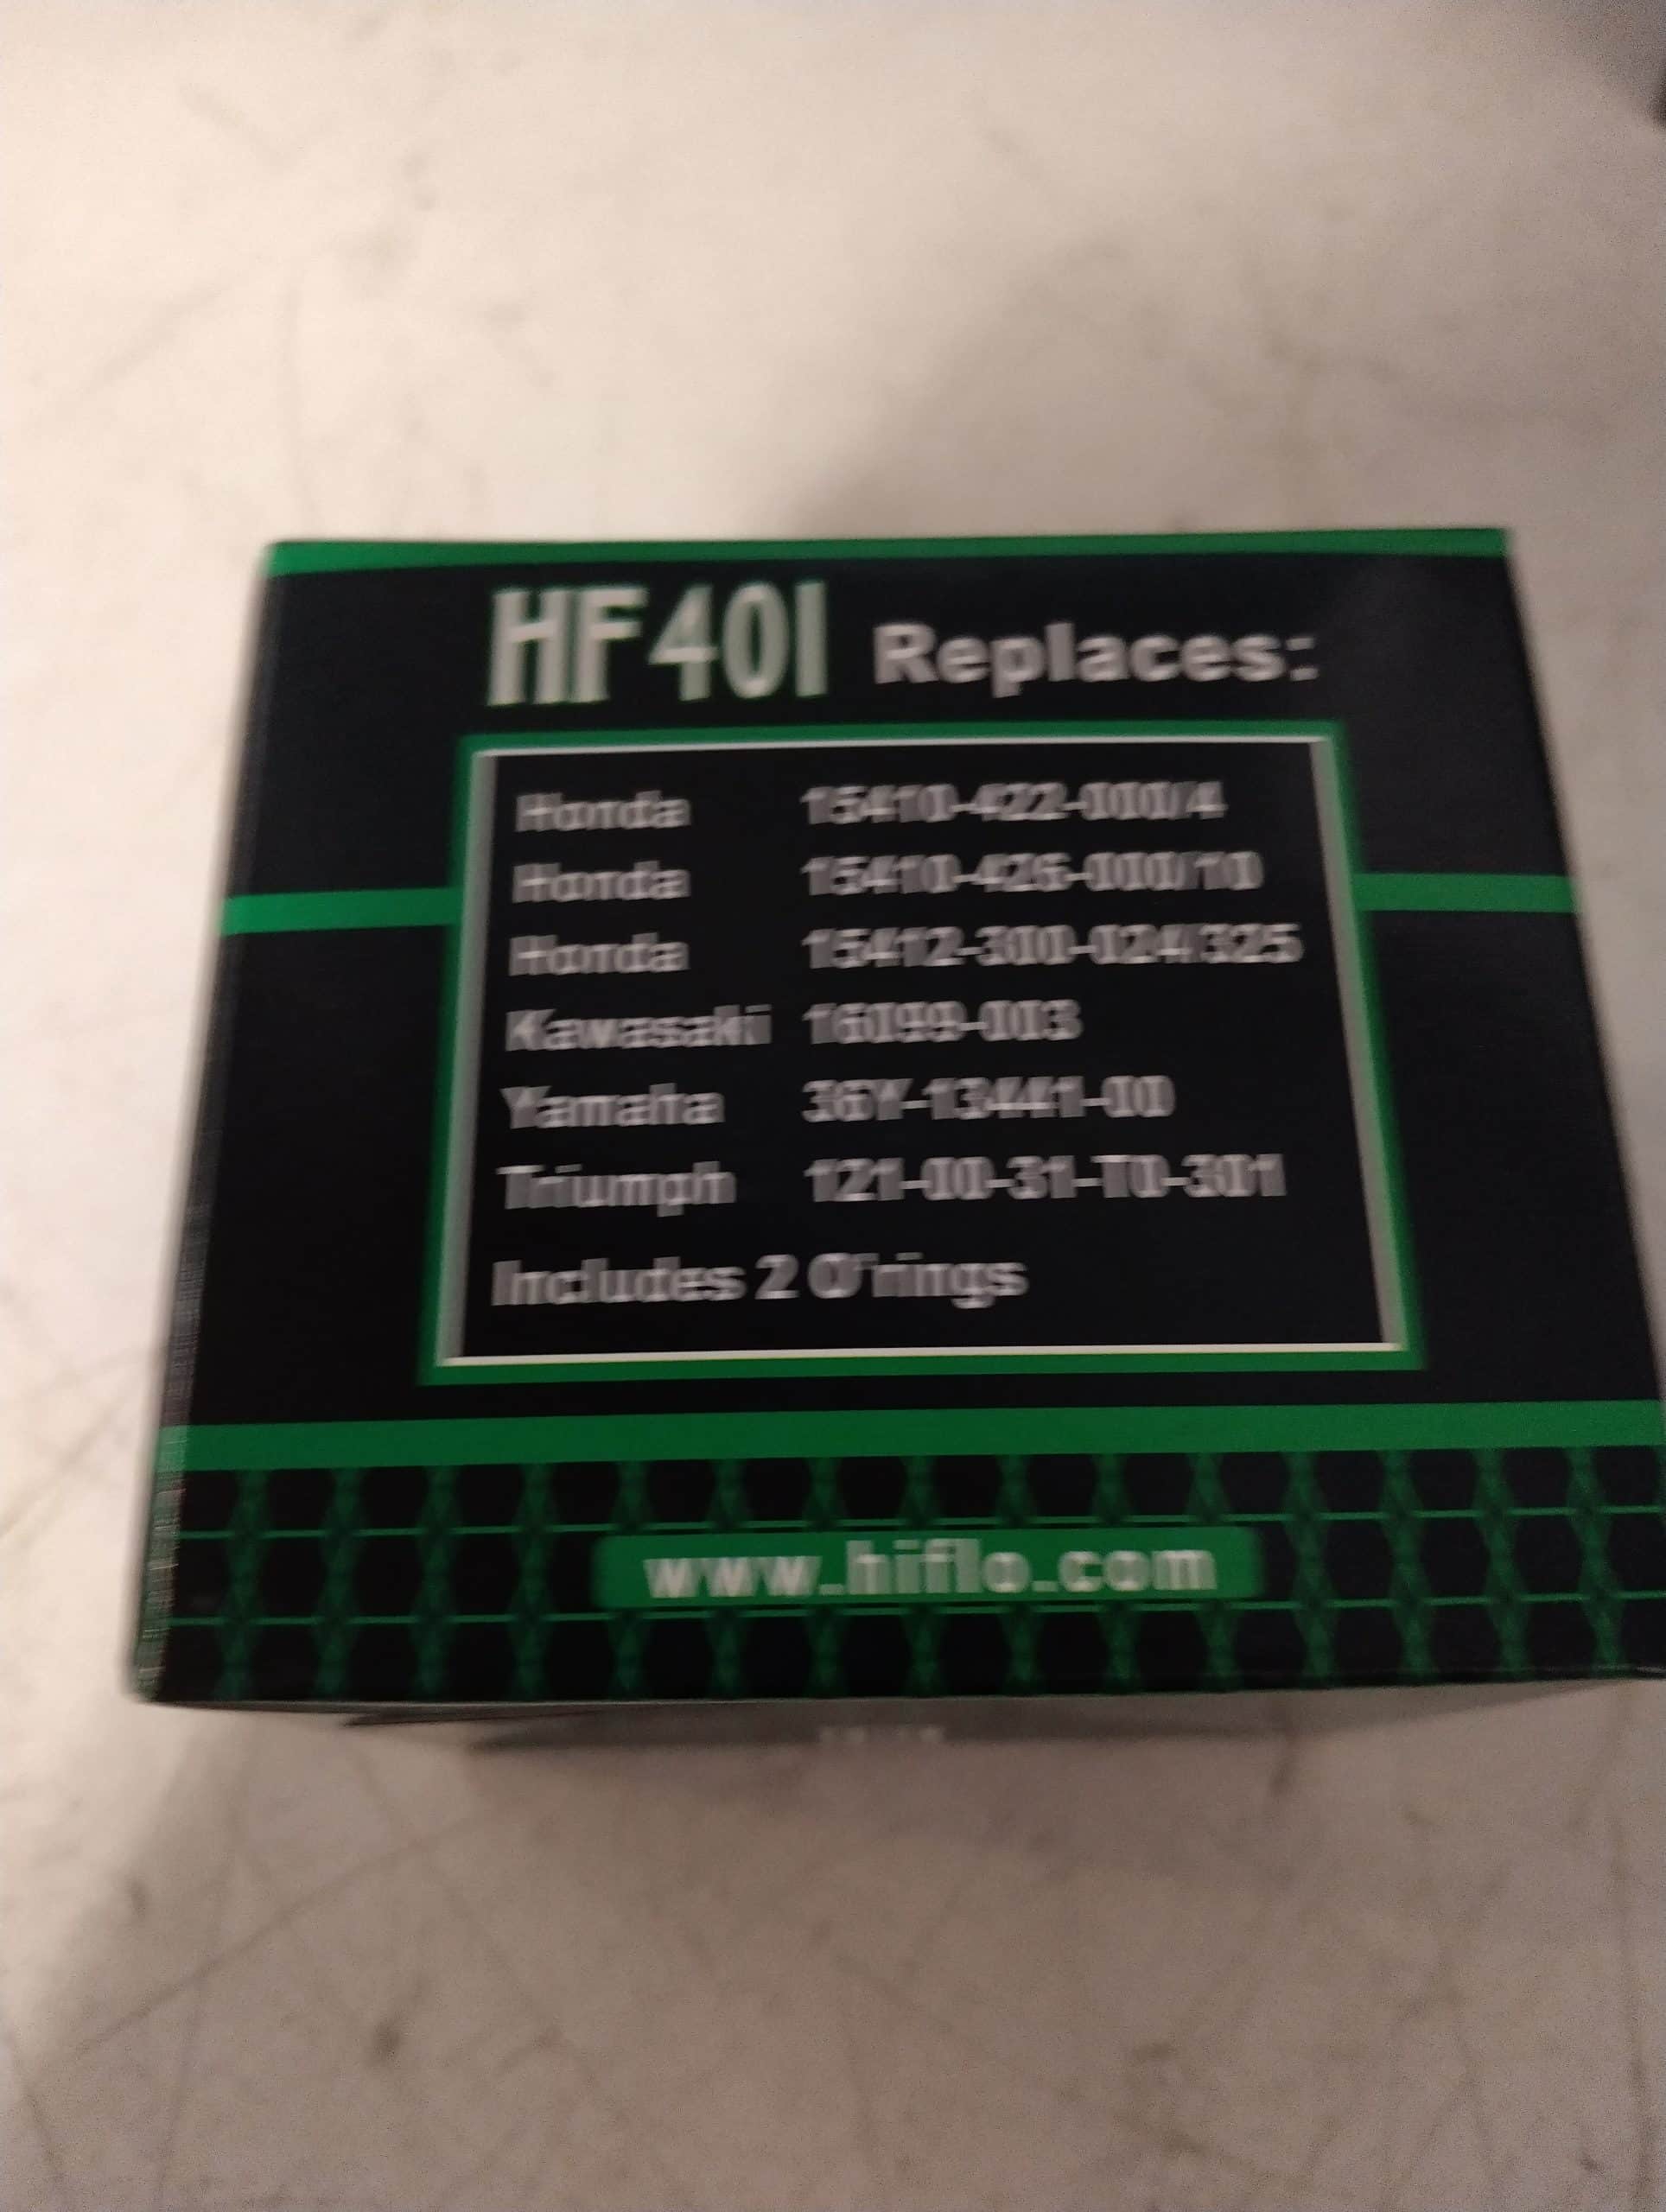 HF401 Replaces:
Honda 15410-422-000/4
Honda 15410-426-000/10
Honda 15412-300-024/325
Kawasaki 16099-003
Yamaha 36Y-13441-00
Triumph 121-00-31-T0-301
Includes 2 O'rings
www.hiflo.com